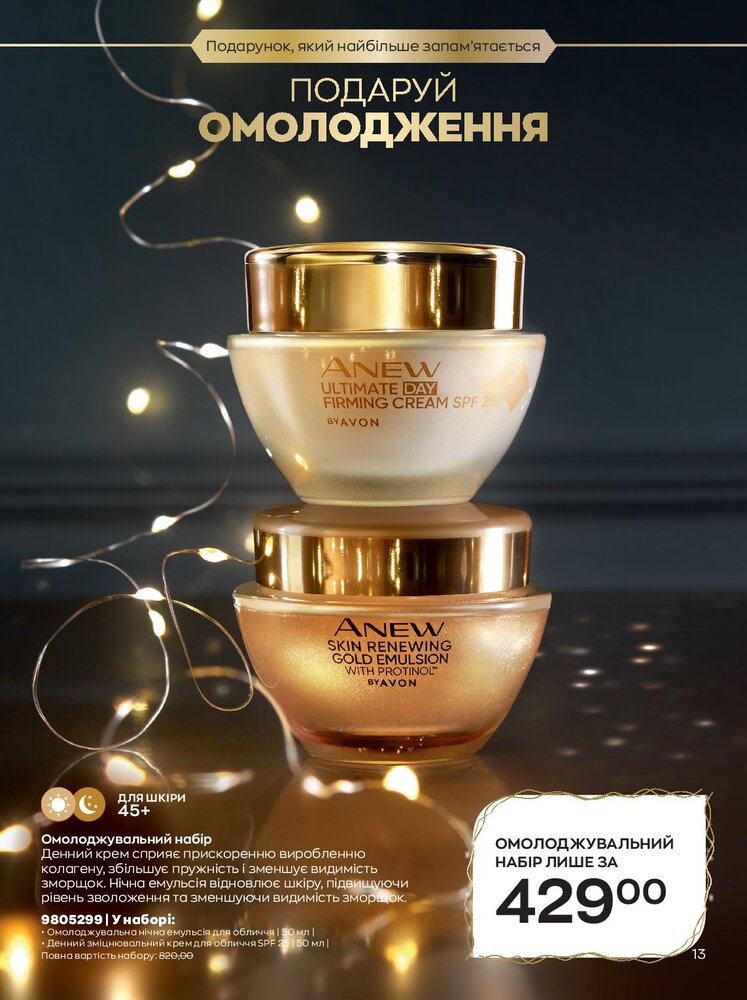 Подарунок, який найбільше запам'ятається
ПОДАРУЙ
ОМОЛОДЖЕННЯ
ANEW
ULTIMATE DAY
FIRMING CREAM SPF 25
BY AVON
ANEW
SKIN RENEWING
GOLD EMULSION
WITH PROTINOL™
BY AVON
ДЛЯ ШКІРИ
45+
Омолоджувальний набір
Денний крем сприяє прискоренню виробленню
колагену, збільшує пружність і зменшує видимість
зморщок. Нічна емульсія відновлює шкіру, підвищуючи
рівень зволоження та зменшуючи видимість зморщок.
9805299 | У наборі:
• Омолоджувальна нічна емульсія для обличчя | 50 мл |
• Денний зміцнювальний крем для обличчя SPF 25 | 50 мл |
Повна вартість набору: 820,00
ОМОЛОДЖУВАЛЬНИЙ
НАБІР ЛИШЕ ЗА
42900
13